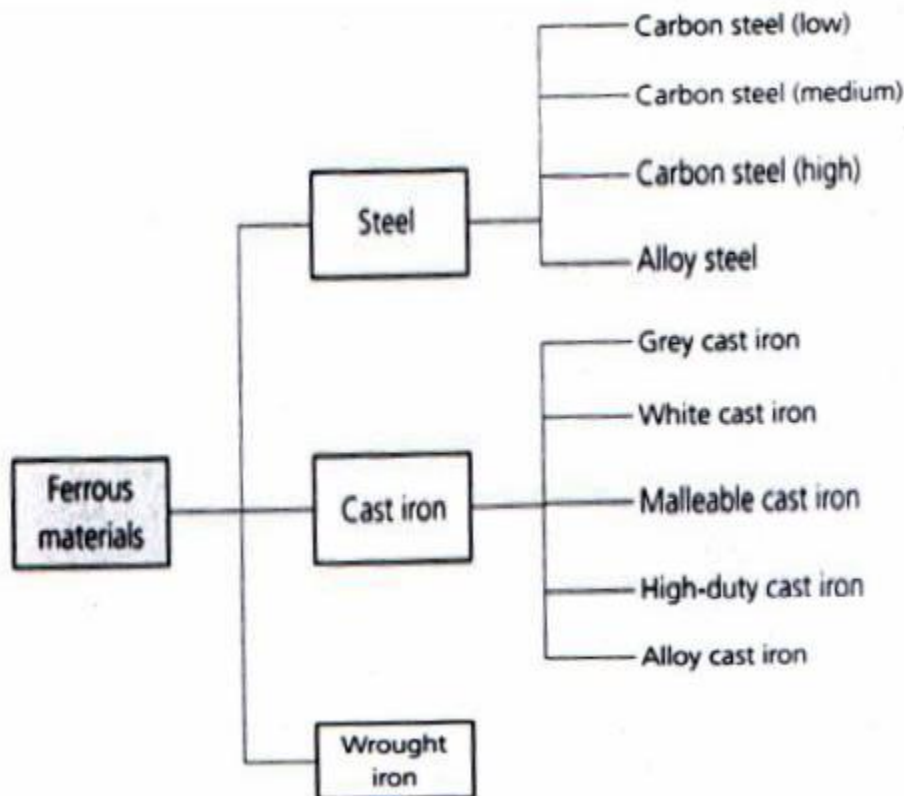 Carbon steel (low)
Carbon steel (medium)
Carbon steel (high)
Alloy steel
Steel
Grey cast iron
White cast iron
Malleable cast iron
High-duty cast iron
Alloy cast iron
Cast iron
Ferrous
materials
Wrought
iron